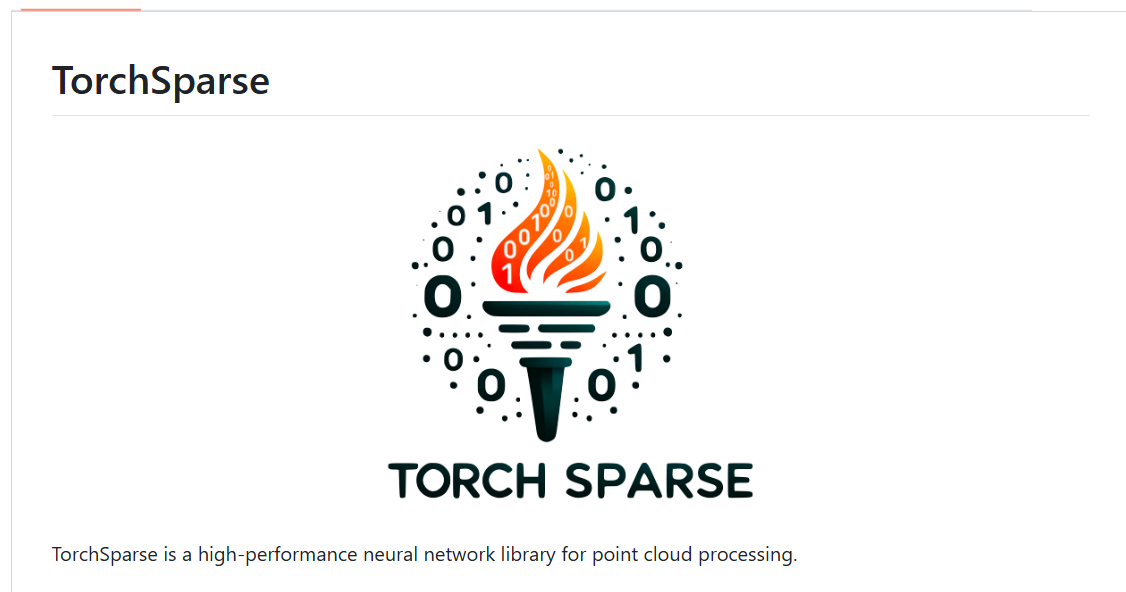 TorchSparse
TORCH SPARSE
TorchSparse is a high-performance neural network library for point cloud processing.